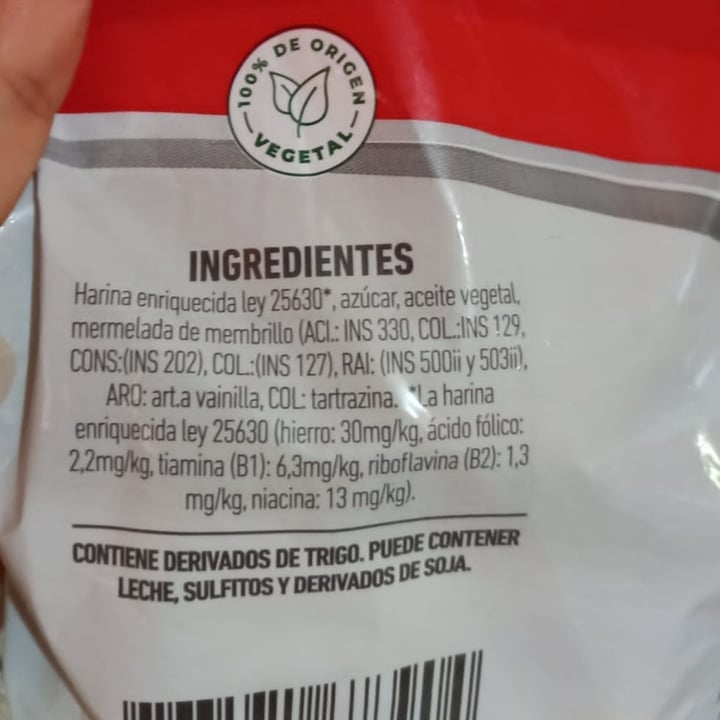 100% DE ORIGEN
VEGETAL
INGREDIENTES
Harina enriquecida ley 25630*, azúcar, aceite vegetal,
mermelada de membrillo (ACI.: INS 330, COL.:INS 129,
CONS:(INS 202), COL.:(INS 127), RAI: (INS 500ii y 503ii),
ARO: art.a vainilla, COL: tartrazina. *La harina
enriquecida ley 25630 (hierro: 30mg/kg, ácido fólico:
2,2mg/kg, tiamina (B1): 6,3mg/kg, riboflavina (B2): 1,3
mg/kg, niacina: 13 mg/kg).
CONTIENE DERIVADOS DE TRIGO. PUEDE CONTENER
LECHE, SULFITOS Y DERIVADOS DE SOJA.